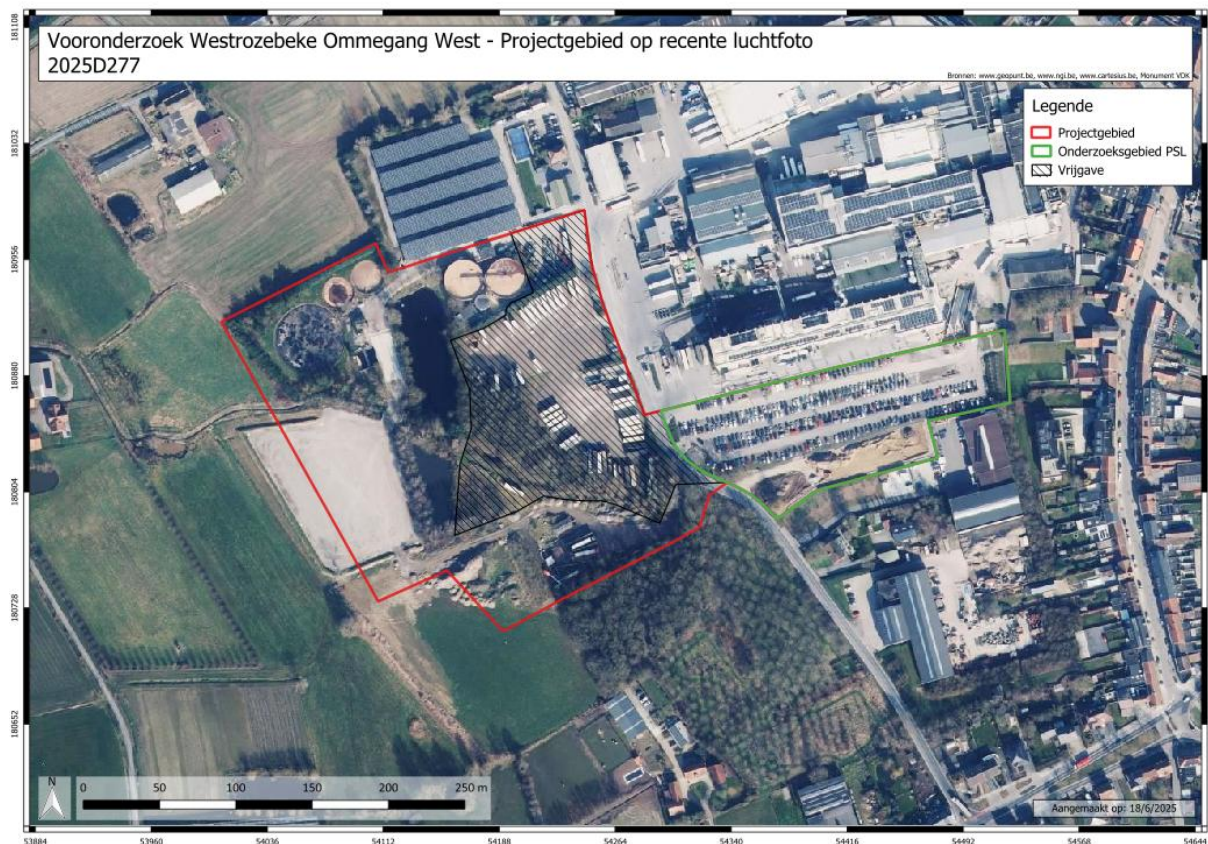 Vooronderzoek Westrozebeke Ommegang West - Projectgebied op recente luchtfoto
2025D277
Bronnen: www.geopunt.be, www.ngi.be, www.cartesius.be, Monument VDK
Legende
Projectgebied
Onderzoeksgebied PSL
Vrijgave
181108
181032
180956
180880
180804
180728
180652
N
0 50 100 150 200 250 m
Aangemaakt op: 18/6/2025
53884 53960 54036 54112 54188 54264 54340 54416 54492 54568 54644